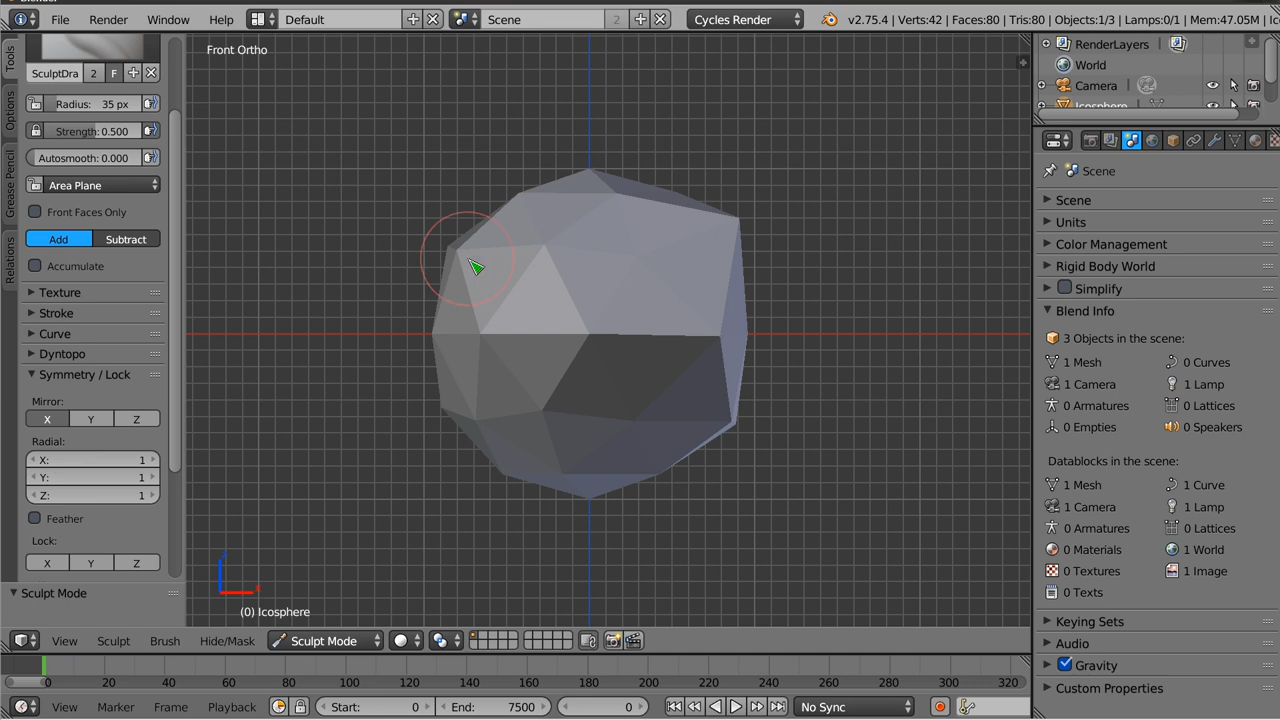 File Render Window Help Default Scene 2 Cycles Render v2.75.4 | Verts:42 | Faces:80 | Tris:80 | Objects:1/3 | Lamps:0/1 | Mem:47.05M |
Tools
Options
Grease Pencil
Relations
SculptDra 2 F
Radius: 35 px
Strength: 0.500
Autosmooth: 0.000
Area Plane
Front Faces Only
Add Subtract
Accumulate
Texture
Stroke
Curve
Dyntopo
Symmetry / Lock
Mirror:
X Y Z
Radial:
X: 1
Y: 1
Z: 1
Feather
Lock:
X Y Z
Sculpt Mode
Front Ortho
(0) Icosphere
View Sculpt Brush Hide/Mask Sculpt Mode
0 20 40 60 80 100 120 140 160 180 200 220 240 260 280 300 320
View Marker Frame Playback Start: 0 End: 7500 0 No Sync
RenderLayers
World
Camera
Icosphere
Scene
Scene
Units
Color Management
Rigid Body World
Simplify
Blend Info
3 Objects in the scene:
1 Mesh 0 Curves
1 Camera 1 Lamp
0 Armatures 0 Lattices
0 Empties 0 Speakers
Datablocks in the scene:
1 Mesh 1 Curve
1 Camera 1 Lamp
0 Armatures 0 Lattices
0 Materials 1 World
0 Textures 1 Image
0 Texts
Keying Sets
Audio
Gravity
Custom Properties